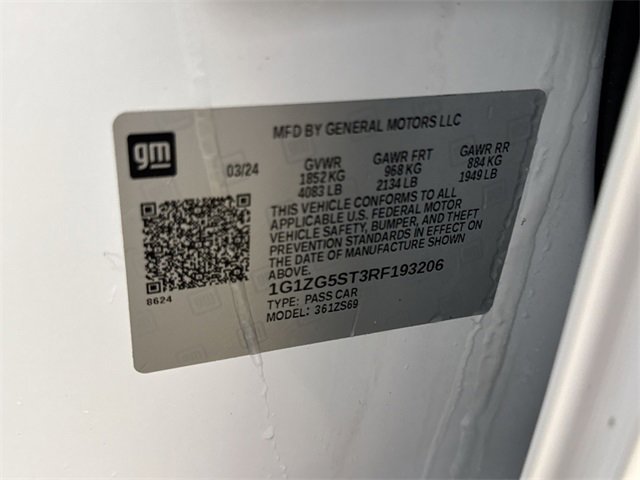 gm
MFD BY GENERAL MOTORS LLC
03/24 GVWR GAWR FRT GAWR RR
1852 KG 968 KG 884 KG
4083 LB 2134 LB 1949 LB
THIS VEHICLE CONFORMS TO ALL
APPLICABLE U.S. FEDERAL MOTOR
VEHICLE SAFETY, BUMPER, AND THEFT
PREVENTION STANDARDS IN EFFECT ON
THE DATE OF MANUFACTURE SHOWN
ABOVE.
1G1ZG5ST3RF193206
TYPE: PASS CAR
MODEL: 361ZS69
8624